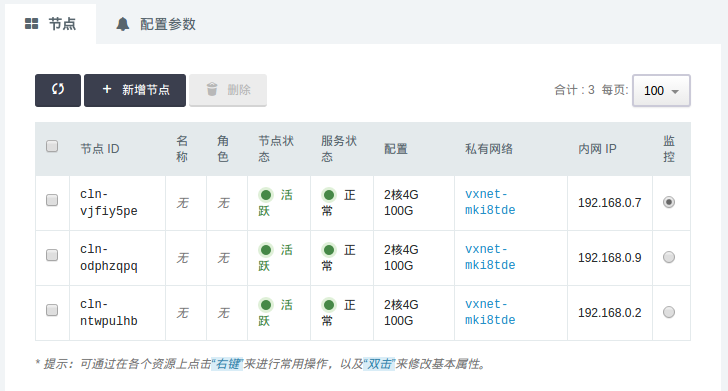 节点 配置参数
+ 新增节点 删除 合计 : 3 每页: 100
节点 ID 名称 角色 节点状态 服务状态 配置 私有网络 内网 IP 监控
cln-vjfiy5pe 无 无 活跃 正常 2核4G 100G vxnet-mki8tde 192.168.0.7
cln-odphzqpq 无 无 活跃 正常 2核4G 100G vxnet-mki8tde 192.168.0.9
cln-ntwpulhb 无 无 活跃 正常 2核4G 100G vxnet-mki8tde 192.168.0.2
* 提示：可通过在各个资源上点击“右键”来进行常用操作，以及“双击”来修改基本属性。